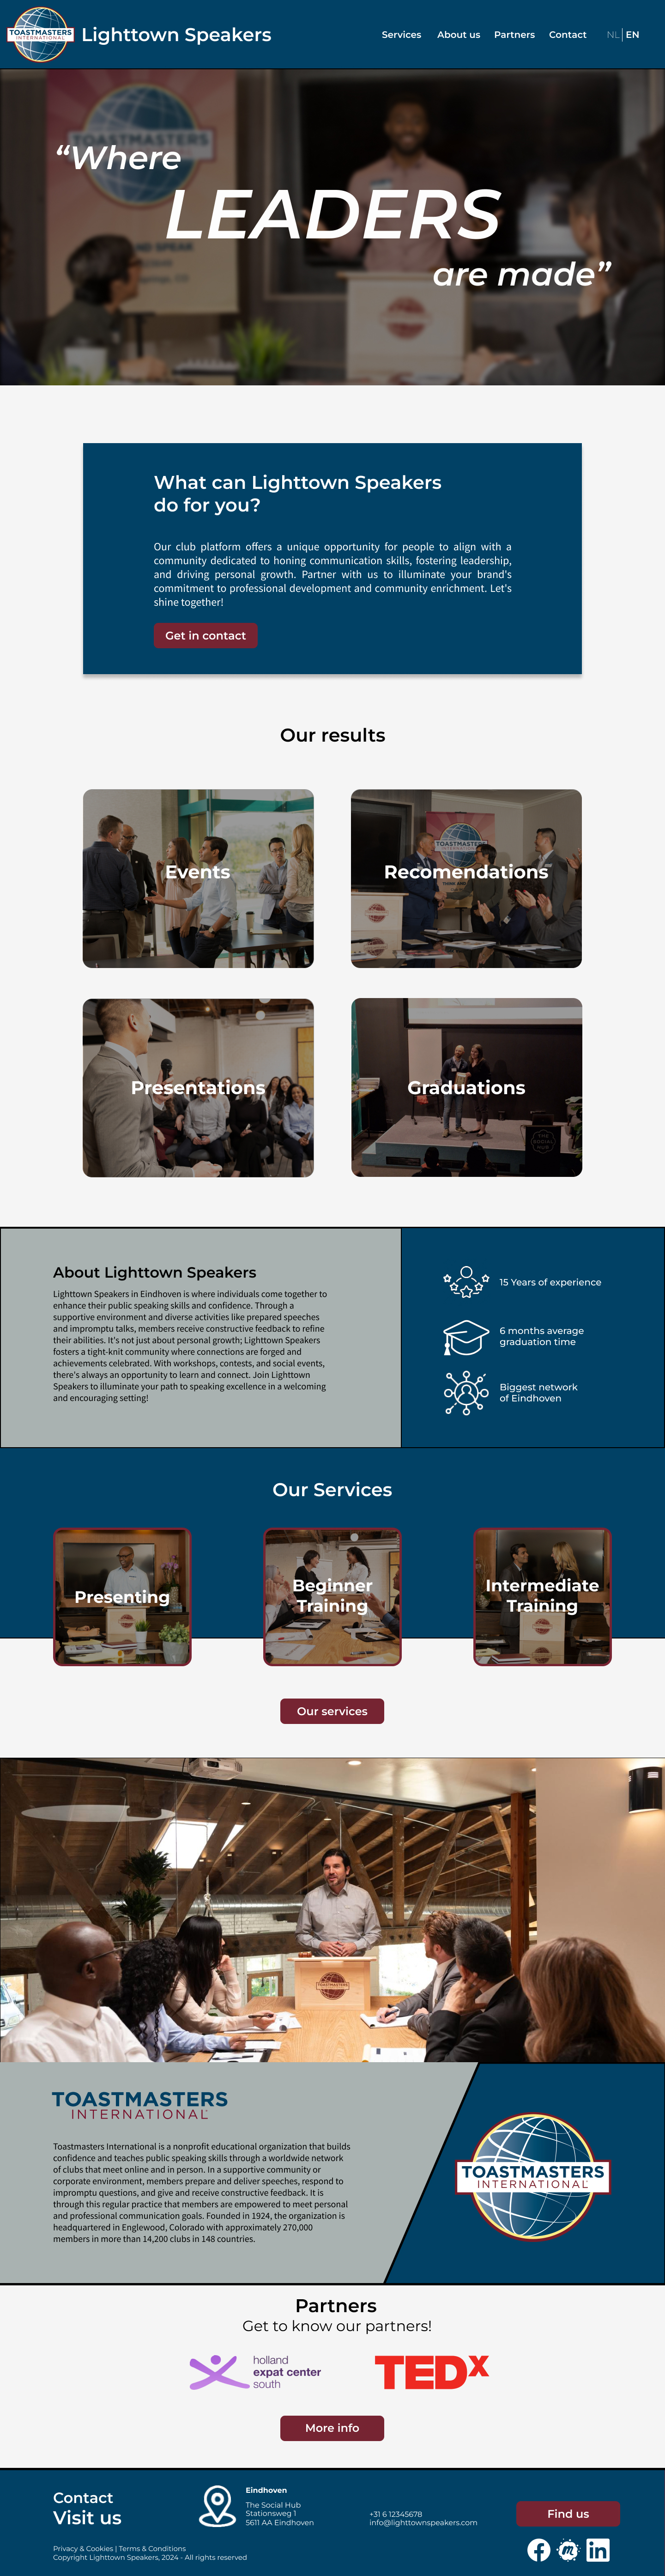 TOASTMASTERS
INTERNATIONAL
Lighttown Speakers
Services About us Partners Contact NL | EN
“Where
LEADERS
are made”
What can Lighttown Speakers
do for you?
Our club platform offers a unique opportunity for people to align with a
community dedicated to honing communication skills, fostering leadership,
and driving personal growth. Partner with us to illuminate your brand's
commitment to professional development and community enrichment. Let's
shine together!
Get in contact
Our results
Events
Recomendations
TOASTMASTERS
Presentations
Graduations
THE
SOCIAL
HUB
About Lighttown Speakers
Lighttown Speakers in Eindhoven is where individuals come together to
enhance their public speaking skills and confidence. Through a
supportive environment and diverse activities like prepared speeches
and impromptu talks, members receive constructive feedback to refine
their abilities. It's not just about personal growth; Lighttown Speakers
fosters a tight-knit community where connections are forged and
achievements celebrated. With workshops, contests, and social events,
there's always an opportunity to learn and connect. Join Lighttown
Speakers to illuminate your path to speaking excellence in a welcoming
and encouraging setting!
15 Years of experience
6 months average
graduation time
Biggest network
of Eindhoven
Our Services
Presenting
Beginner
Training
Intermediate
Training
Our services
TOASTMASTERS
TOASTMASTERS
INTERNATIONAL
Toastmasters International is a nonprofit educational organization that builds
confidence and teaches public speaking skills through a worldwide network
of clubs that meet online and in person. In a supportive community or
corporate environment, members prepare and deliver speeches, respond to
impromptu questions, and give and receive constructive feedback. It is
through this regular practice that members are empowered to meet personal
and professional communication goals. Founded in 1924, the organization is
headquartered in Englewood, Colorado with approximately 270,000
members in more than 14,200 clubs in 148 countries.
TOASTMASTERS
INTERNATIONAL
Partners
Get to know our partners!
holland
expat center
south
TEDx
More info
Contact
Visit us
Eindhoven
The Social Hub
Stationsweg 1
5611 AA Eindhoven
+31 6 12345678
info@lighttownspeakers.com
Find us
Privacy & Cookies | Terms & Conditions
Copyright Lighttown Speakers, 2024 - All rights reserved